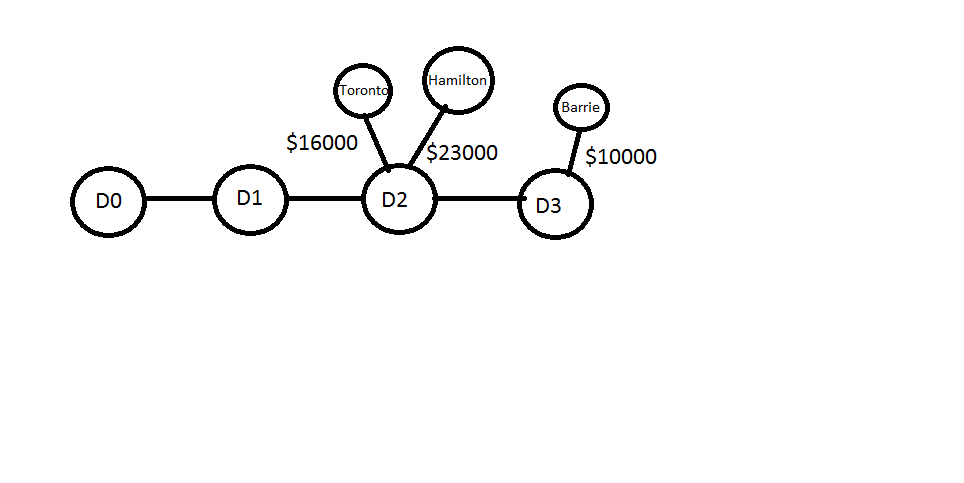 Toronto
Hamilton
Barrie
$16000
$23000
$10000
D0
D1
D2
D3